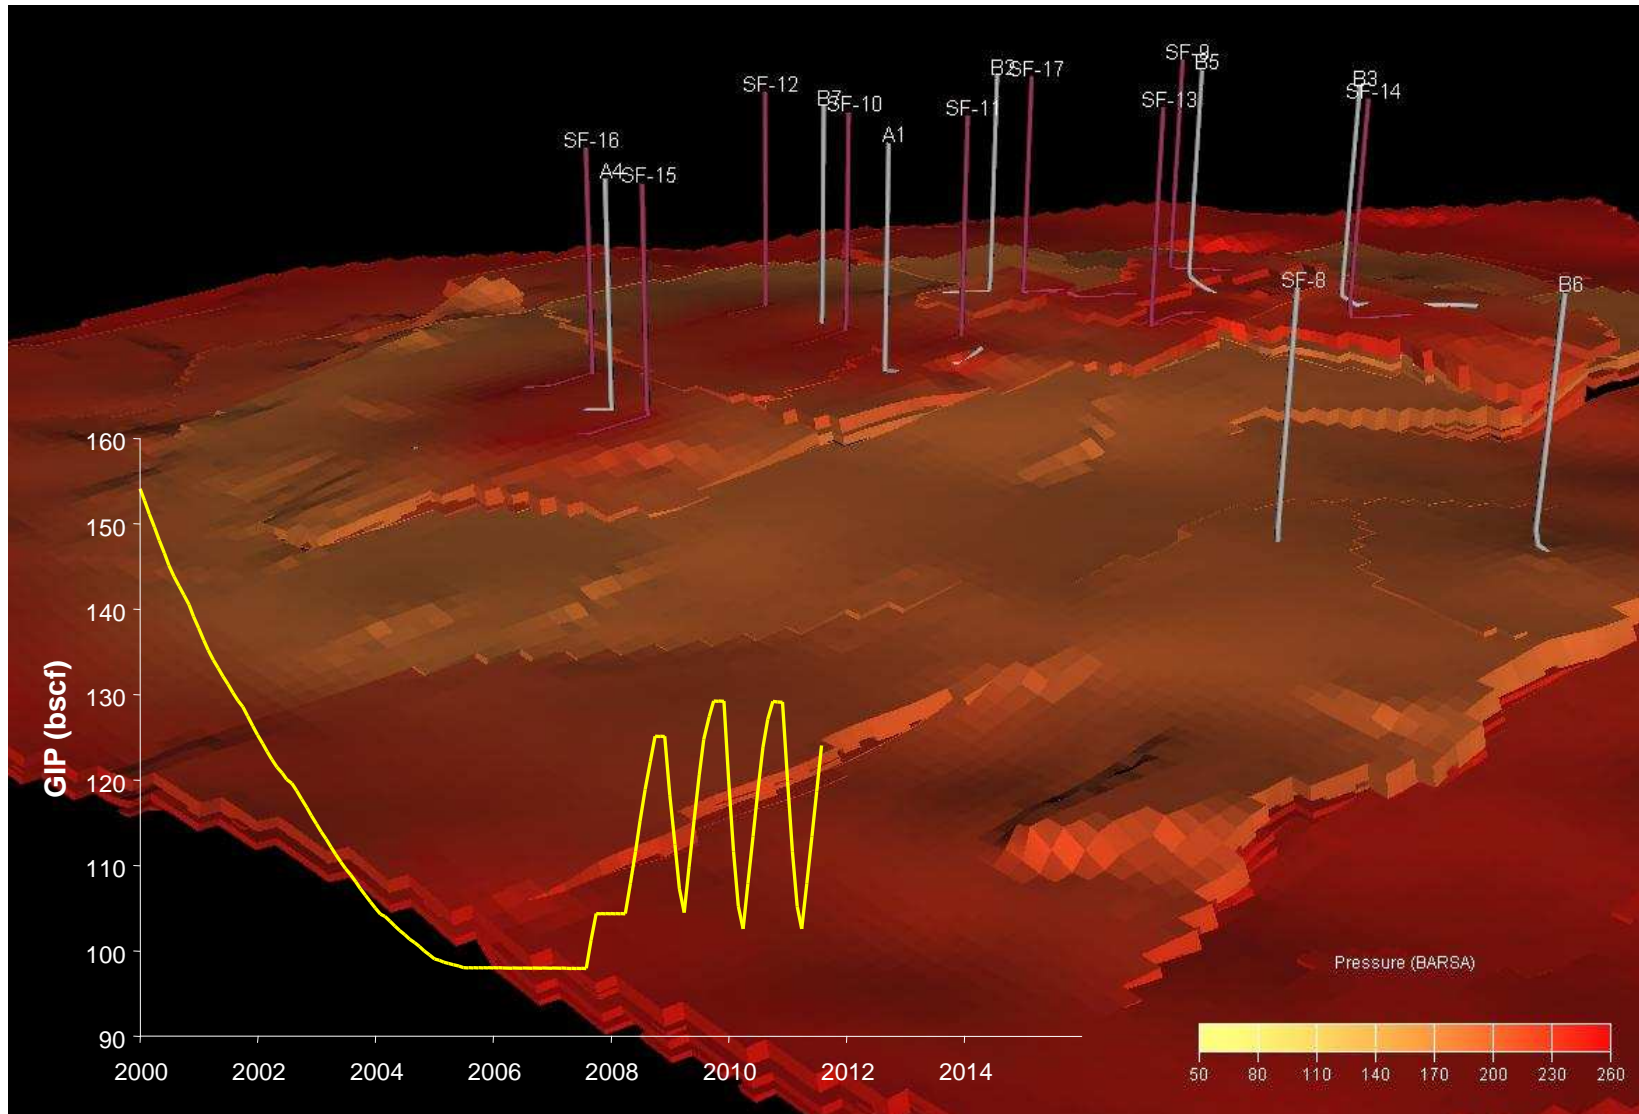 SF-9
B5
B2
SF-17
B3
SF-12
SF-14
B7
SF-10
SF-11
SF-13
SF-16
A1
A4
SF-15
SF-8
B6
160
150
140
130
120
110
100
90
GIP (bscf)
2000 2002 2004 2006 2008 2010 2012 2014
Pressure (BARSA)
50 80 110 140 170 200 230 260